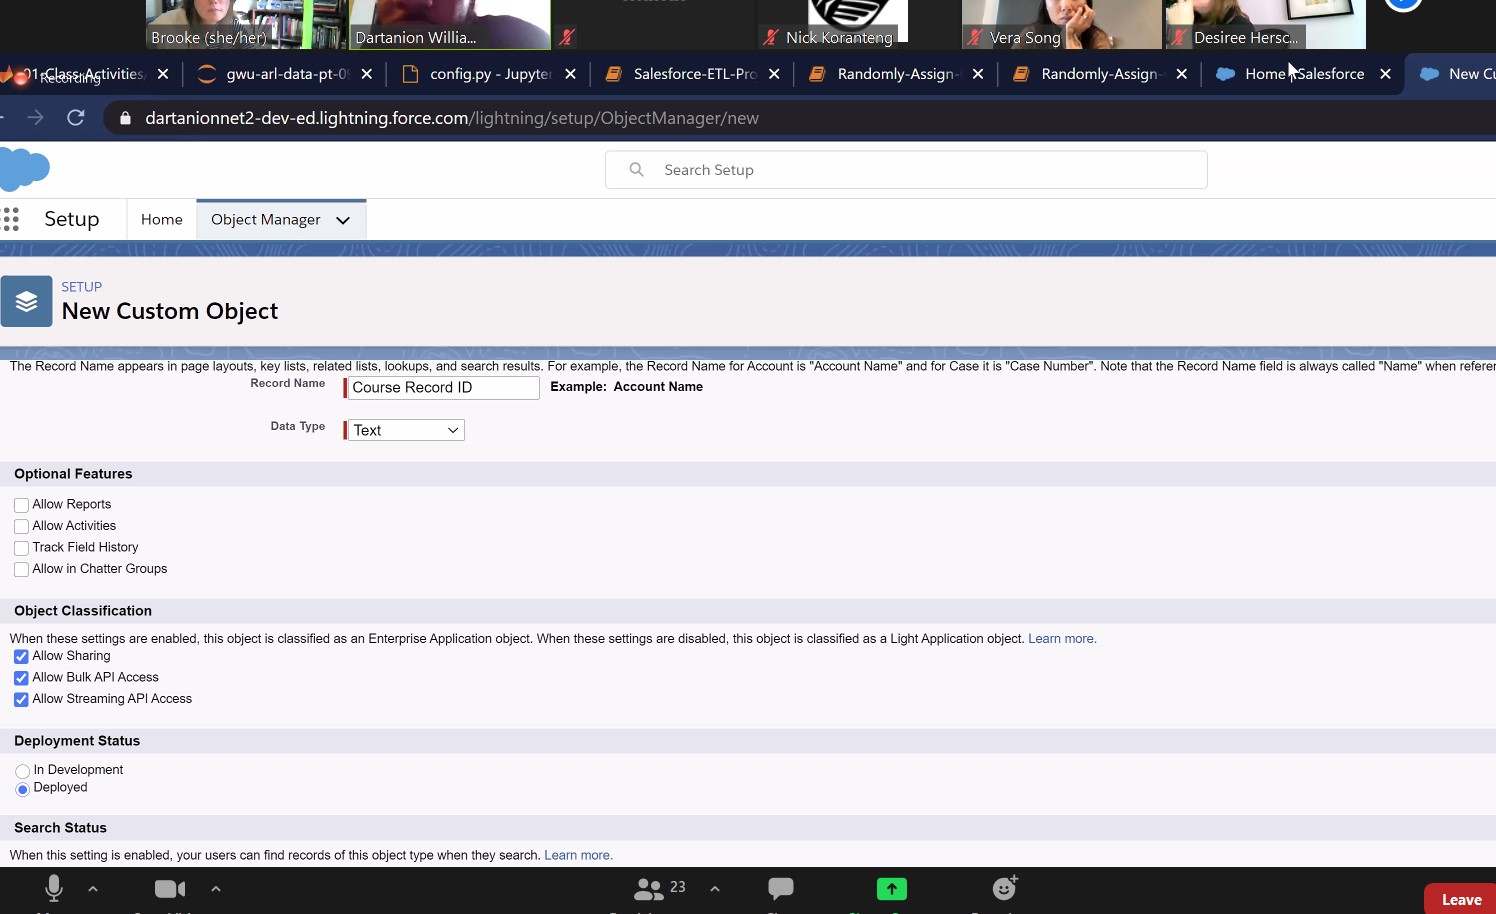 Brooke (she/her)
Dartanion Willia...
Nick Koranteng
Vera Song
Desiree Hersc...
01-Class-Activities
Recording
gwu-arl-data-pt-09
config.py - Jupyter
Salesforce-ETL-Pro
Randomly-Assign-
Randomly-Assign-
Home | Salesforce
New Cu
dartanionnet2-dev-ed.lightning.force.com/lightning/setup/ObjectManager/new
Search Setup
Setup
Home
Object Manager
SETUP
New Custom Object
The Record Name appears in page layouts, key lists, related lists, lookups, and search results. For example, the Record Name for Account is "Account Name" and for Case it is "Case Number". Note that the Record Name field is always called "Name" when referen
Record Name
Course Record ID
Example: Account Name
Data Type
Text
Optional Features
Allow Reports
Allow Activities
Track Field History
Allow in Chatter Groups
Object Classification
When these settings are enabled, this object is classified as an Enterprise Application object. When these settings are disabled, this object is classified as a Light Application object. Learn more.
Allow Sharing
Allow Bulk API Access
Allow Streaming API Access
Deployment Status
In Development
Deployed
Search Status
When this setting is enabled, your users can find records of this object type when they search. Learn more.
23
Leave